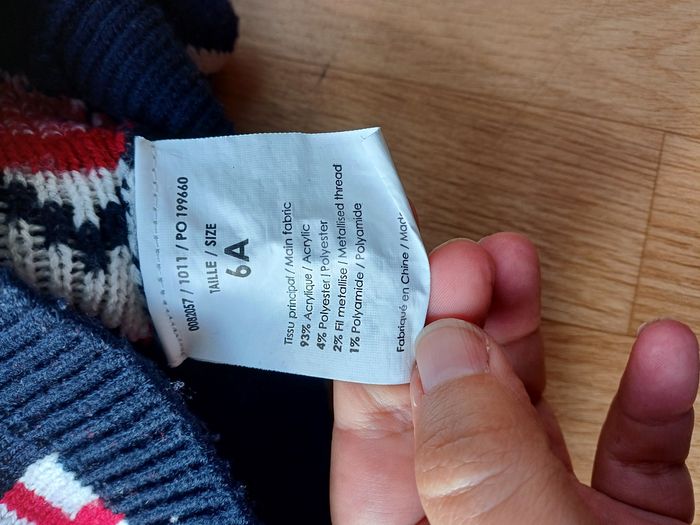 0082057 / 1011 / PO 199660
TAILLE / SIZE
6A
Tissu principal / Main fabric
93% Acrylique / Acrylic
4% Polyester / Polyester
2% Fil metallise / Metallised thread
1% Polyamide / Polyamide
Fabriqué en Chine / Made